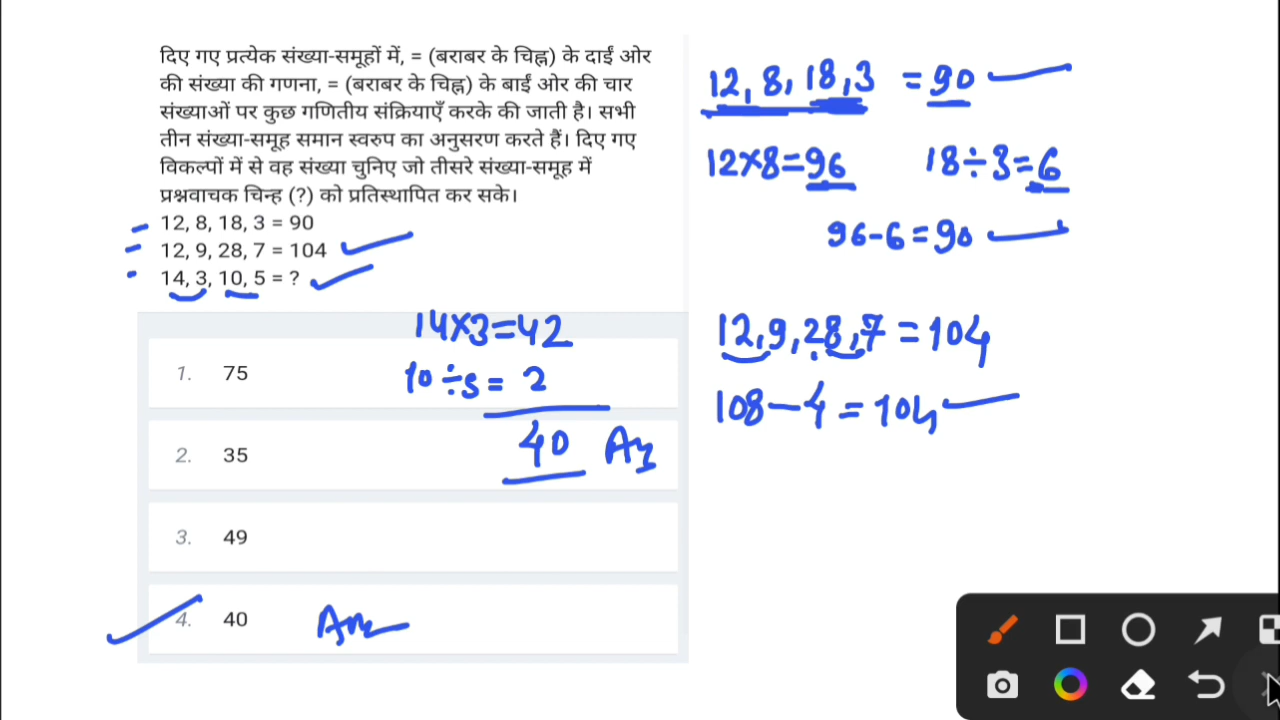 दिए गए प्रत्येक संख्या-समूहों में, = (बराबर के चिह्न) के दाईं ओर
की संख्या की गणना, = (बराबर के चिह्न) के बाईं ओर की चार
संख्याओं पर कुछ गणितीय संक्रियाएँ करके की जाती है। सभी
तीन संख्या-समूह समान स्वरुप का अनुसरण करते हैं। दिए गए
विकल्पों में से वह संख्या चुनिए जो तीसरे संख्या-समूह में
प्रश्नवाचक चिन्ह (?) को प्रतिस्थापित कर सके।
12, 8, 18, 3 = 90
12, 9, 28, 7 = 104
14, 3, 10, 5 = ?
14×3=42
10÷5=2
40 Ans
1. 75
2. 35
3. 49
4. 40 Ans
12, 8, 18, 3 = 90
12×8=96 18÷3=6
96-6=90
12,9,28,7=104
108-4=104